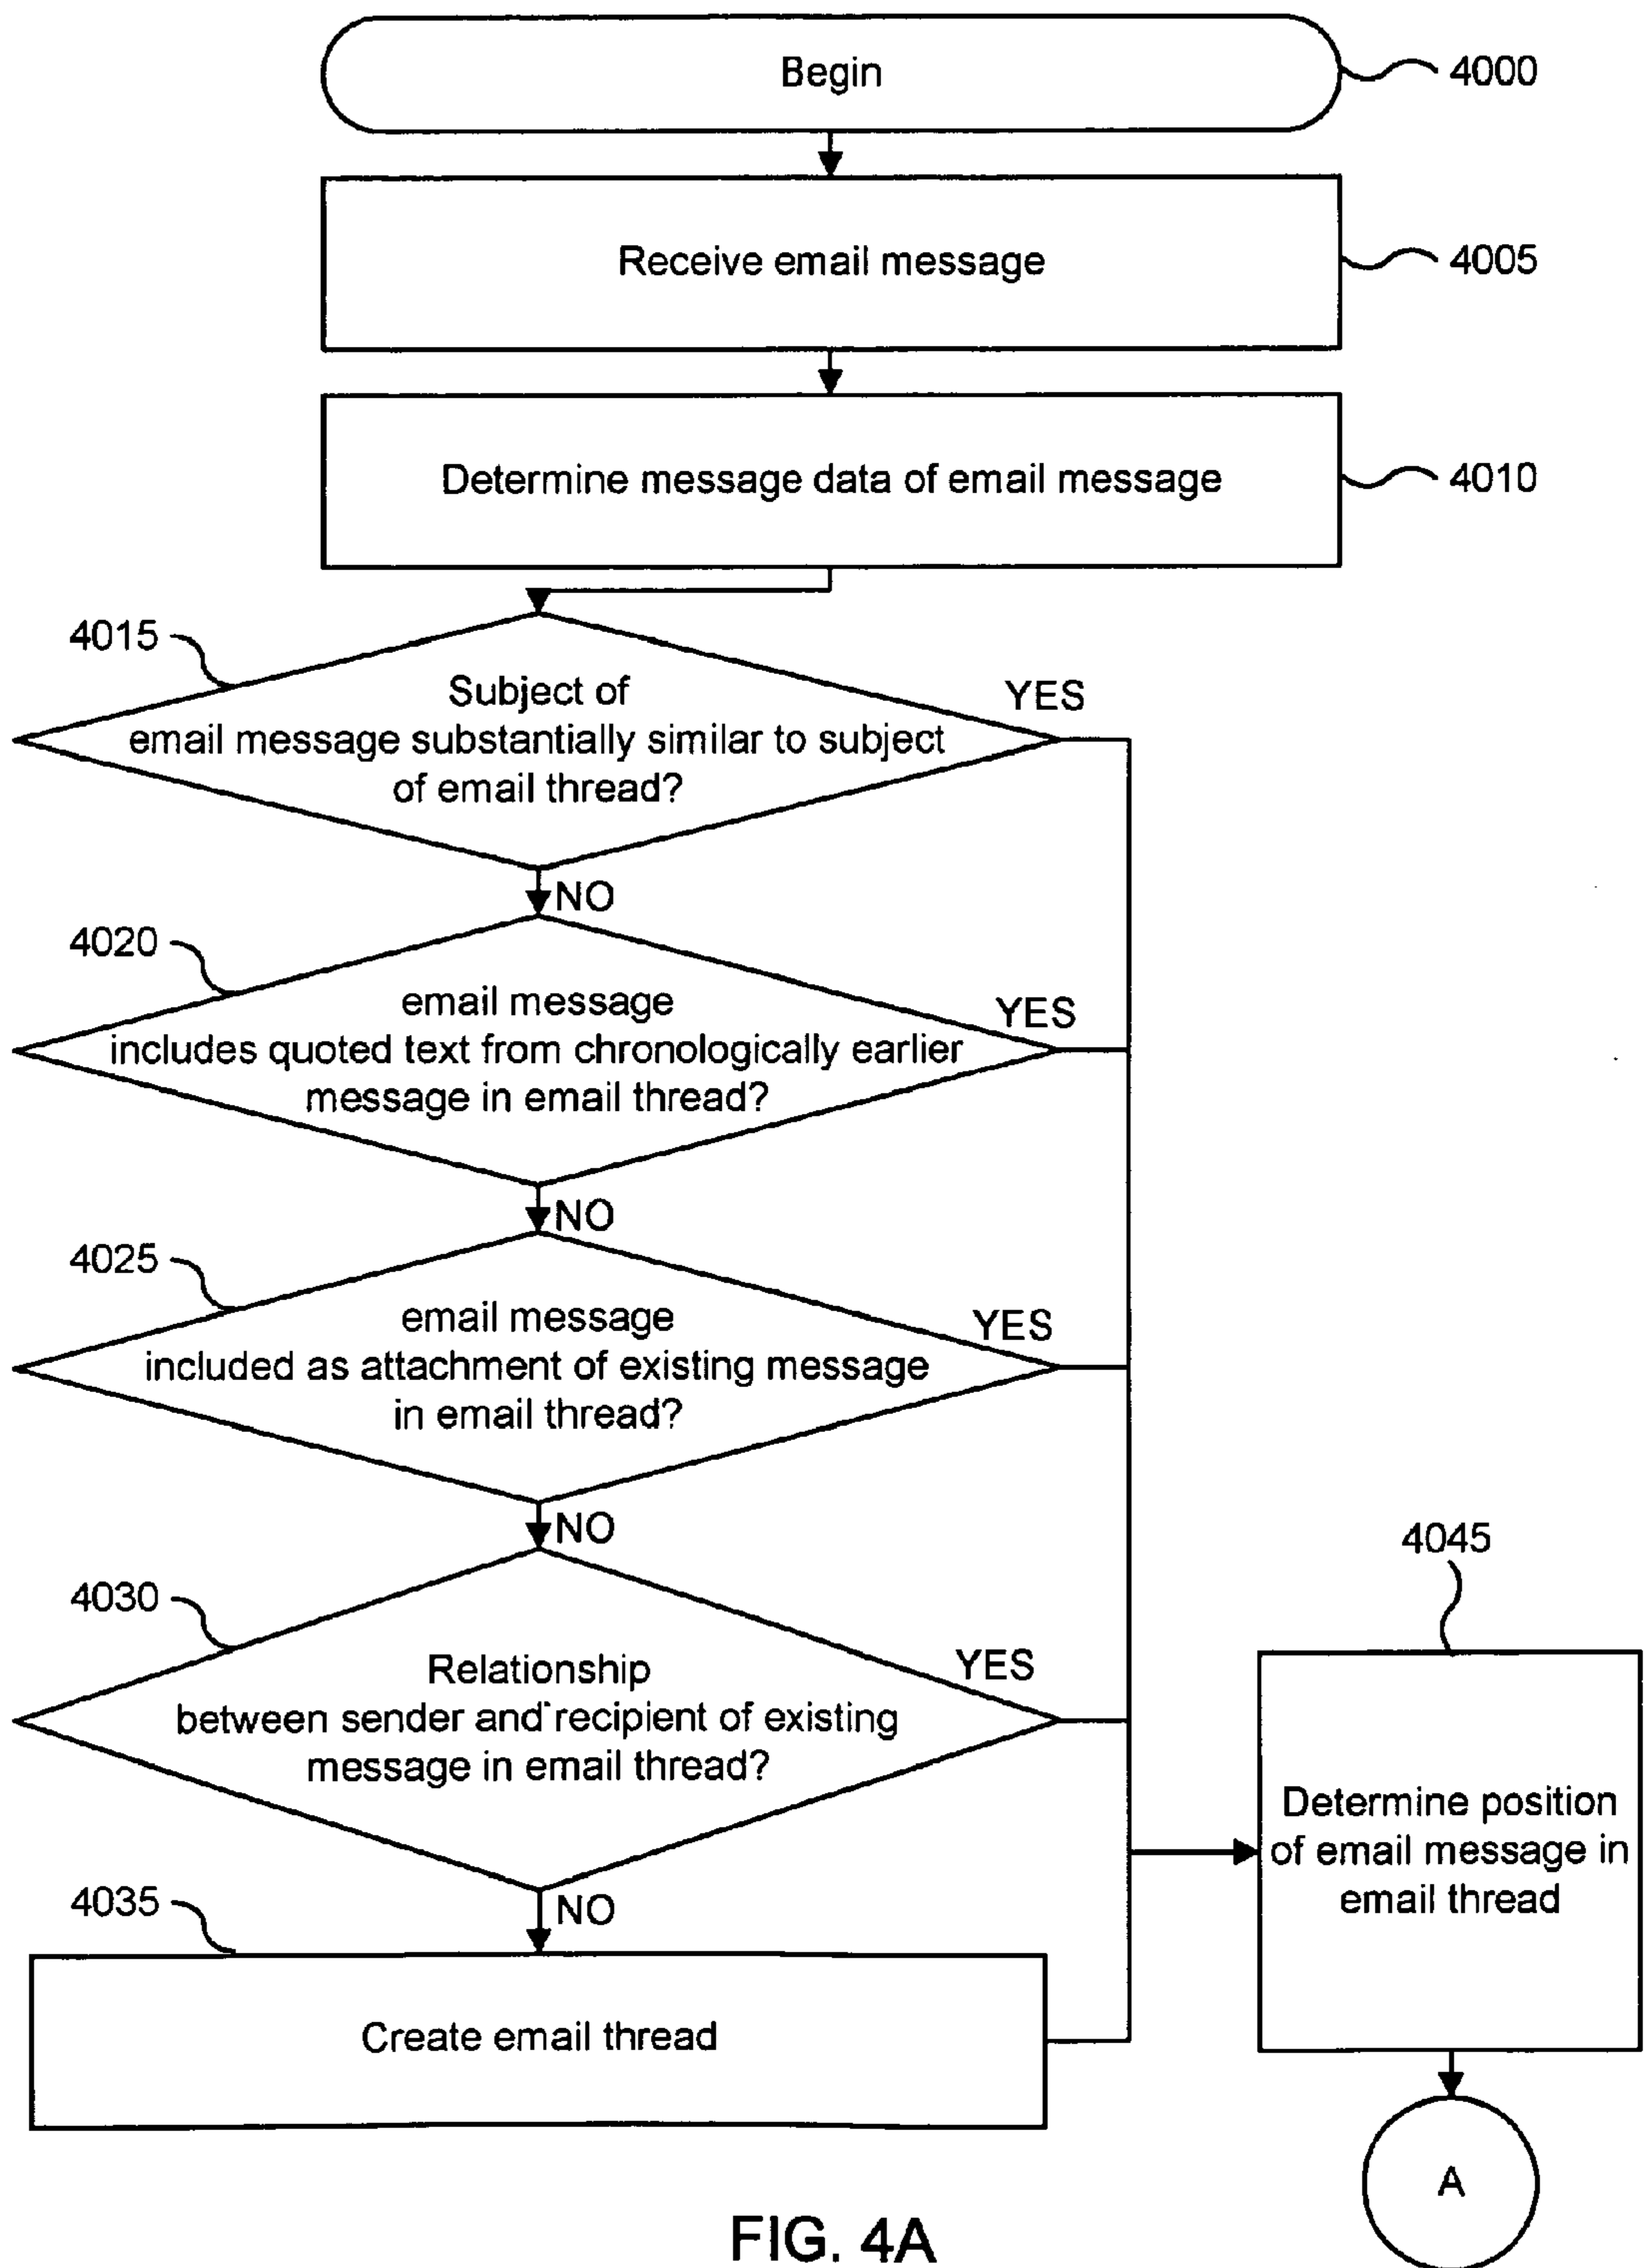 Begin
4000
Receive email message
4005
Determine message data of email message
4010
4015
Subject of
email message substantially similar to subject
of email thread?
YES
NO
4020
email message
includes quoted text from chronologically earlier
message in email thread?
YES
NO
4025
email message
included as attachment of existing message
in email thread?
YES
NO
4030
Relationship
between sender and recipient of existing
message in email thread?
YES
NO
4035
Create email thread
4045
Determine position
of email message in
email thread
A
FIG. 4A